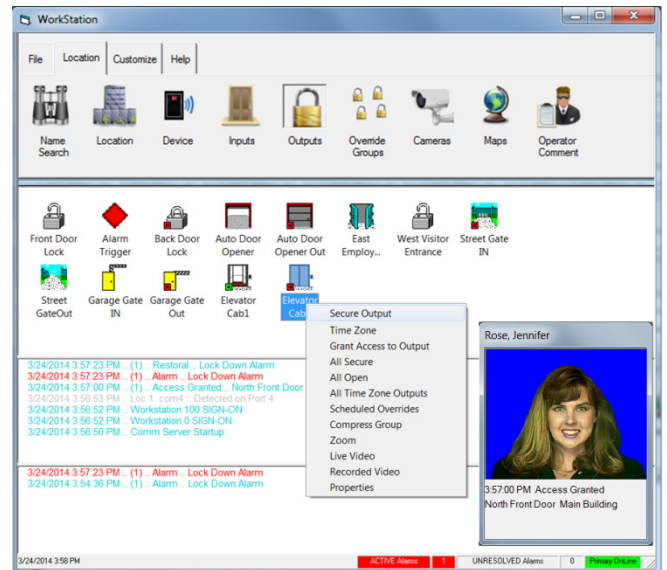 WorkStation
File Location Customize Help
Name Search
Location
Device
Inputs
Outputs
Override Groups
Cameras
Maps
Operator Comment
Front Door Lock
Alarm Trigger
Back Door Lock
Auto Door Opener
Auto Door Opener Out
East Employ...
West Visitor Entrance
Street Gate IN
Street GateOut
Garage Gate IN
Garage Gate Out
Elevator Cab1
Elevator Cab
Secure Output
Time Zone
Grant Access to Output
All Secure
All Open
All Time Zone Outputs
Scheduled Overrides
Compress Group
Zoom
Live Video
Recorded Video
Properties
3/24/2014 3:57:23 PM .. (1) .. Restoral .. Lock Down Alarm
3/24/2014 3:57:23 PM .. (1) .. Alarm .. Lock Down Alarm
3/24/2014 3:57:00 PM .. (1) .. Access Granted .. North Front Door
3/24/2014 3:56:53 PM .. Loc 1 com4 : Detected on Port 4
3/24/2014 3:56:52 PM .. Workstation 100 SIGN-ON
3/24/2014 3:56:52 PM .. Workstation 0 SIGN-ON
3/24/2014 3:56:50 PM .. Comm Server Startup
3/24/2014 3:57:23 PM .. (1) .. Alarm .. Lock Down Alarm
3/24/2014 3:54:36 PM .. (1) .. Alarm .. Lock Down Alarm
Rose, Jennifer
3:57:00 PM Access Granted
North Front Door Main Building
3/24/2014 3:58 PM ACTIVE Alarms 1 UNRESOLVED Alarms 0 Primary OnLine